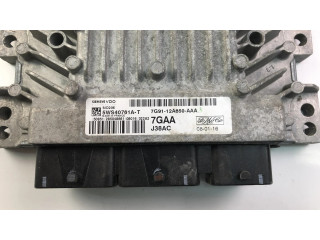 SIEMENS VDO
5WS40761A-T
7G91-12A650-AAA
7GAA
J38AC
08-01-16